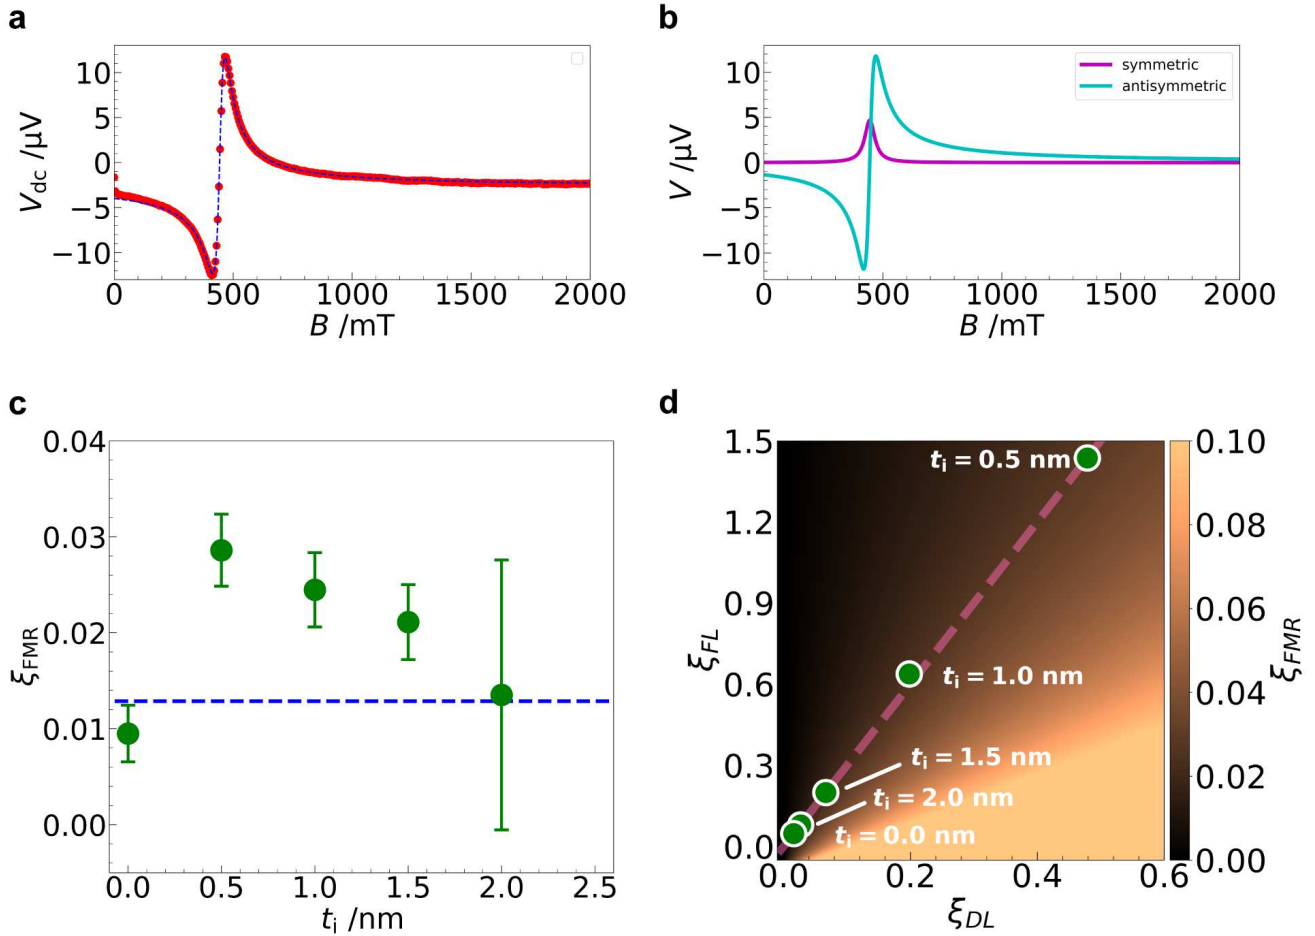 a
10
5
0
−5
−10
V_dc /µV
0
500
1000
1500
2000
B /mT
b
symmetric
antisymmetric
10
5
0
−5
−10
V /µV
0
500
1000
1500
2000
B /mT
c
0.04
0.03
0.02
0.01
0.00
ξ_FMR
0.0
0.5
1.0
1.5
2.0
2.5
t_i /nm
d
1.5
1.2
0.9
0.6
0.3
0.0
ξ_FL
t_i = 0.5 nm
t_i = 1.0 nm
t_i = 1.5 nm
t_i = 2.0 nm
t_i = 0.0 nm
0.0
0.2
0.4
0.6
ξ_DL
0.10
0.08
0.06
0.04
0.02
0.00
ξ_FMR